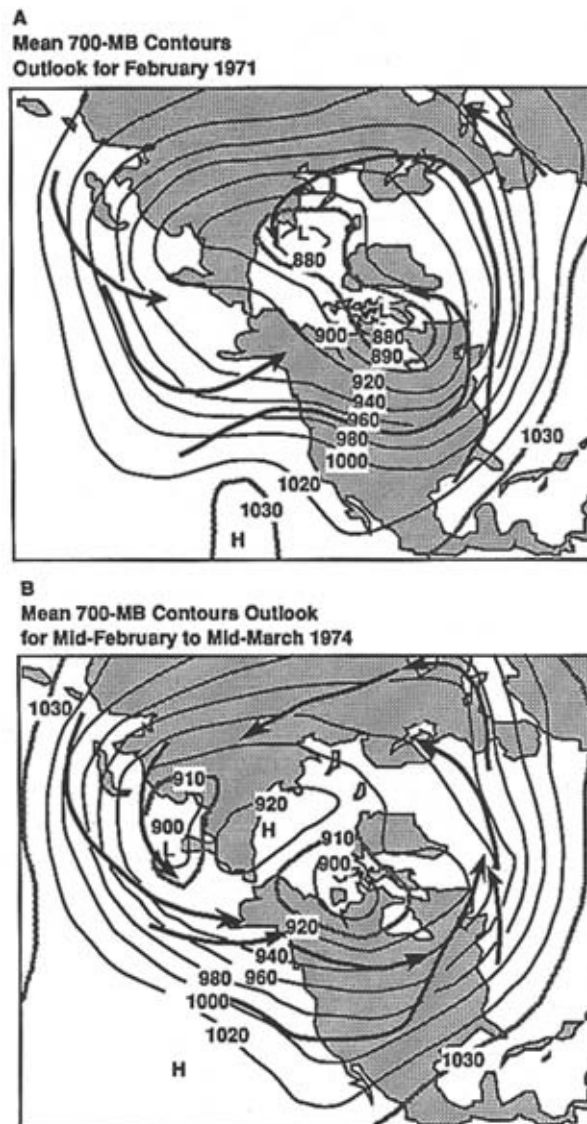 A
Mean 700-MB Contours
Outlook for February 1971
L
880
L
900
880
890
920
940
960
980
1000
1030
1020
1030
H
B
Mean 700-MB Contours Outlook
for Mid-February to Mid-March 1974
1030
910
920
H
900
L
910
900
920
940
980
960
1000
1020
1030
H